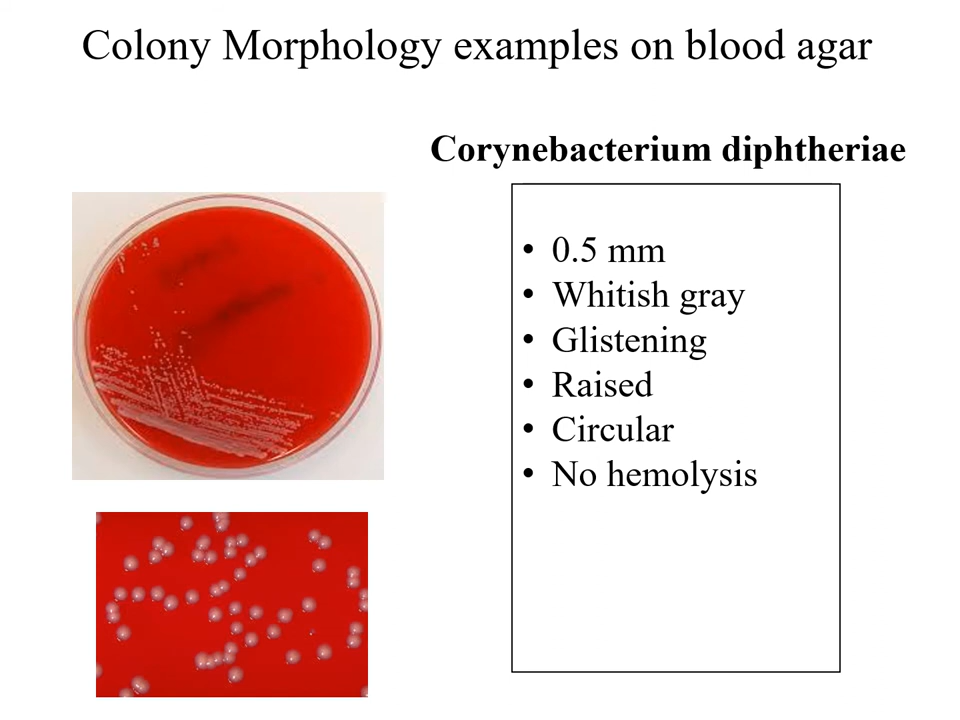 Colony Morphology examples on blood agar
Corynebacterium diphtheriae
• 0.5 mm
• Whitish gray
• Glistening
• Raised
• Circular
• No hemolysis